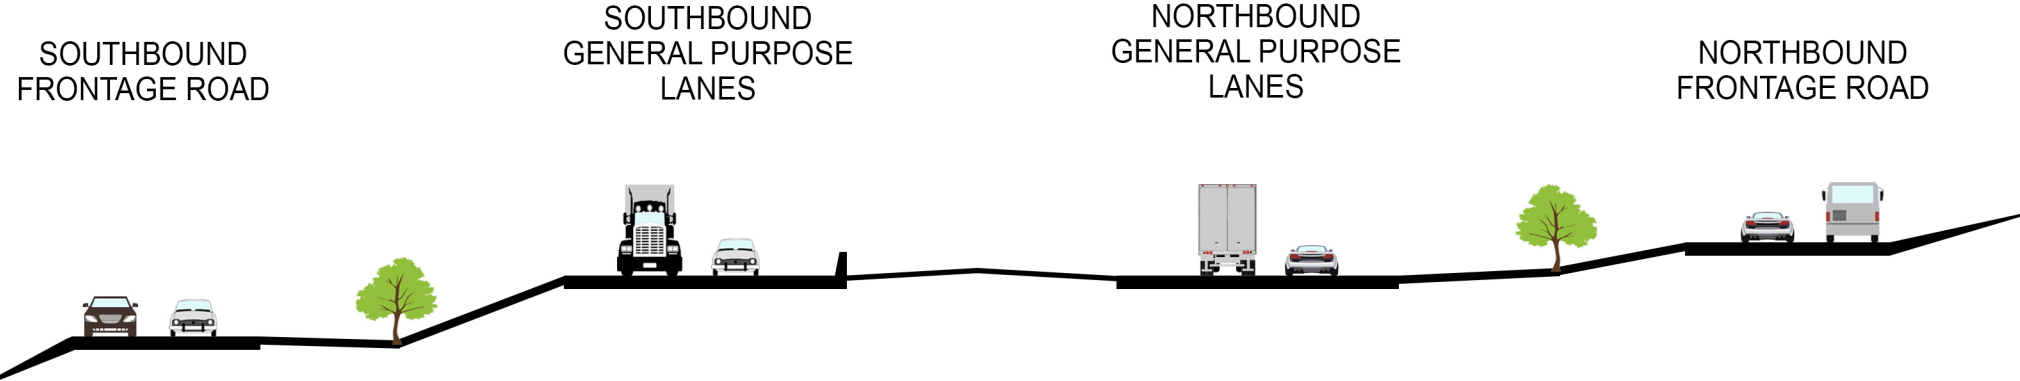 SOUTHBOUND
FRONTAGE ROAD
SOUTHBOUND
GENERAL PURPOSE
LANES
NORTHBOUND
GENERAL PURPOSE
LANES
NORTHBOUND
FRONTAGE ROAD